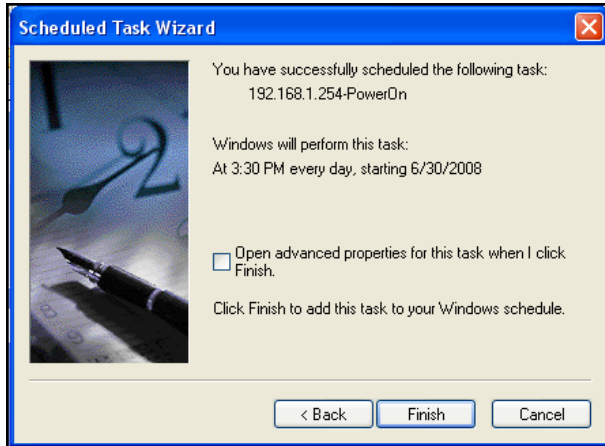 Scheduled Task Wizard
You have successfully scheduled the following task:
192.168.1.254-PowerOn
Windows will perform this task:
At 3:30 PM every day, starting 6/30/2008
Open advanced properties for this task when I click
Finish.
Click Finish to add this task to your Windows schedule.
< Back
Finish
Cancel